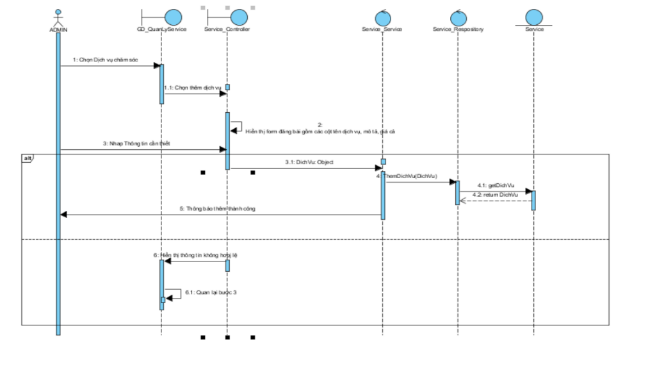 ADMIN
GD_QuanLyService
Service_Controller
Service_Service
Service_Respository
Service
1: Chọn Dịch vụ chăm sóc
1.1: Chọn thêm dịch vụ
2:
Hiển thị form đăng bài gồm các cột tên dịch vụ, mô tả, giá cả
3: Nhập Thông tin cần thiết
alt
3.1: DichVu: Object
4: ThemDichVu(DichVu)
4.1: getDichVu
4.2: return DichVu
5: Thông báo thêm thành công
6: Hiển thị thông tin không hợp lệ
6.1: Quan lại bước 3